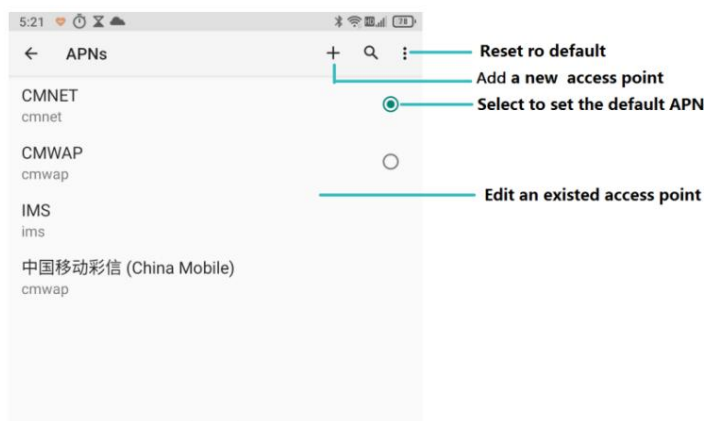 5:21
78
APNs
Reset ro default
Add a new access point
CMNET
cmnet
Select to set the default APN
CMWAP
cmwap
Edit an existed access point
IMS
ims
中国移动彩信 (China Mobile)
cmwap